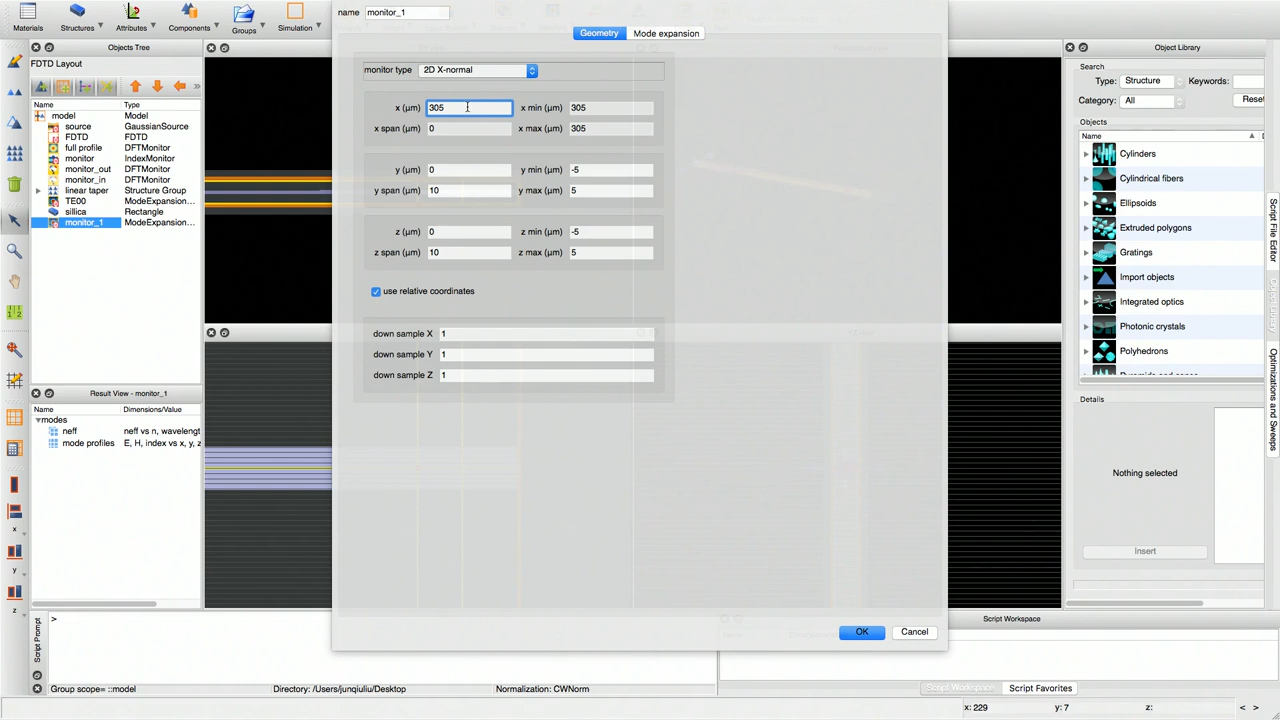 name monitor_1
Materials Structures Attributes Components Groups Simulation
Geometry Mode expansion
Objects Tree
FDTD Layout
Name Type
model Model
source GaussianSource
FDTD FDTD
full profile DFTMonitor
monitor IndexMonitor
monitor_out DFTMonitor
monitor_in DFTMonitor
linear taper Structure Group
TE00 ModeExpansion...
sillica Rectangle
monitor_1 ModeExpansion...
Result View - monitor_1
Name Dimensions/Value
modes
neff neff vs n, wavelengt
mode profiles E, H, index vs x, y, z
monitor type 2D X-normal
x (µm) 305 x min (µm) 305
x span (µm) 0 x max (µm) 305
y (µm) 0 y min (µm) -5
y span (µm) 10 y max (µm) 5
z (µm) 0 z min (µm) -5
z span (µm) 10 z max (µm) 5
use relative coordinates
down sample X 1
down sample Y 1
down sample Z 1
OK Cancel
Object Library
Search
Type: Structure Keywords:
Category: All Reset
Objects
Name
Cylinders
Cylindrical fibers
Ellipsoids
Extruded polygons
Gratings
Import objects
Integrated optics
Photonic crystals
Polyhedrons
Details
Nothing selected
Insert
Script File Editor
Object Library
Optimizations and Sweeps
x
y
z
Script Prompt
>
Script Workspace
Script Workspace Script Favorites
Group scope= ::model Directory: /Users/junqiuliu/Desktop Normalization: CWNorm
x: 229 y: 7 z: < >